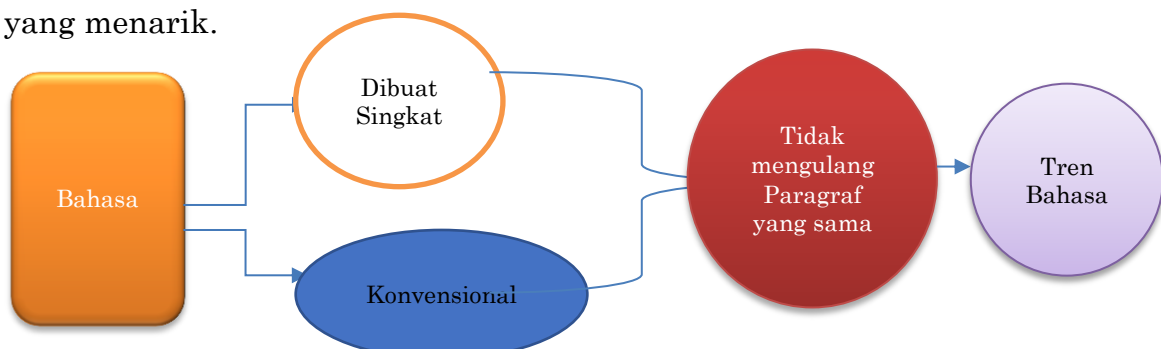 yang menarik.
Bahasa
Dibuat
Singkat
Konvensional
Tidak
mengulang
Paragraf
yang sama
Tren
Bahasa